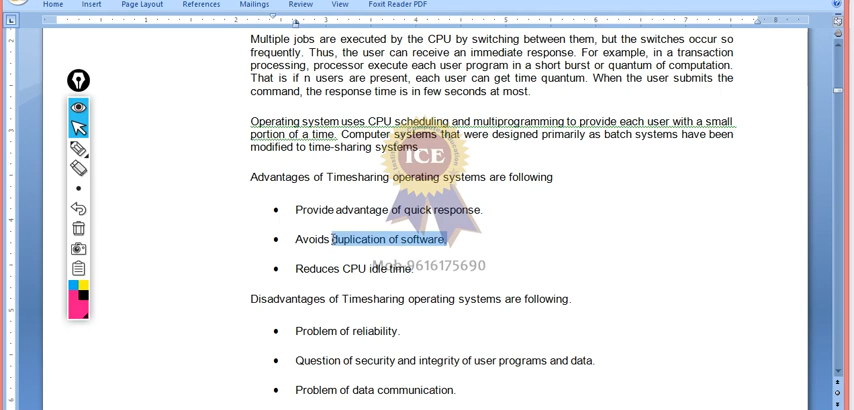 Home Insert Page Layout References Mailings Review View Foxit Reader PDF
Multiple jobs are executed by the CPU by switching between them, but the switches occur so
frequently. Thus, the user can receive an immediate response. For example, in a transaction
processing, processor execute each user program in a short burst or quantum of computation.
That is if n users are present, each user can get time quantum. When the user submits the
command, the response time is in few seconds at most.
Operating system uses CPU scheduling and multiprogramming to provide each user with a small
portion of a time. Computer systems that were designed primarily as batch systems have been
modified to time-sharing systems
ICE
Advantages of Timesharing operating systems are following
• Provide advantage of quick response.
• Avoids duplication of software.
Mob 9616175690
• Reduces CPU idle time.
Disadvantages of Timesharing operating systems are following.
• Problem of reliability.
• Question of security and integrity of user programs and data.
• Problem of data communication.